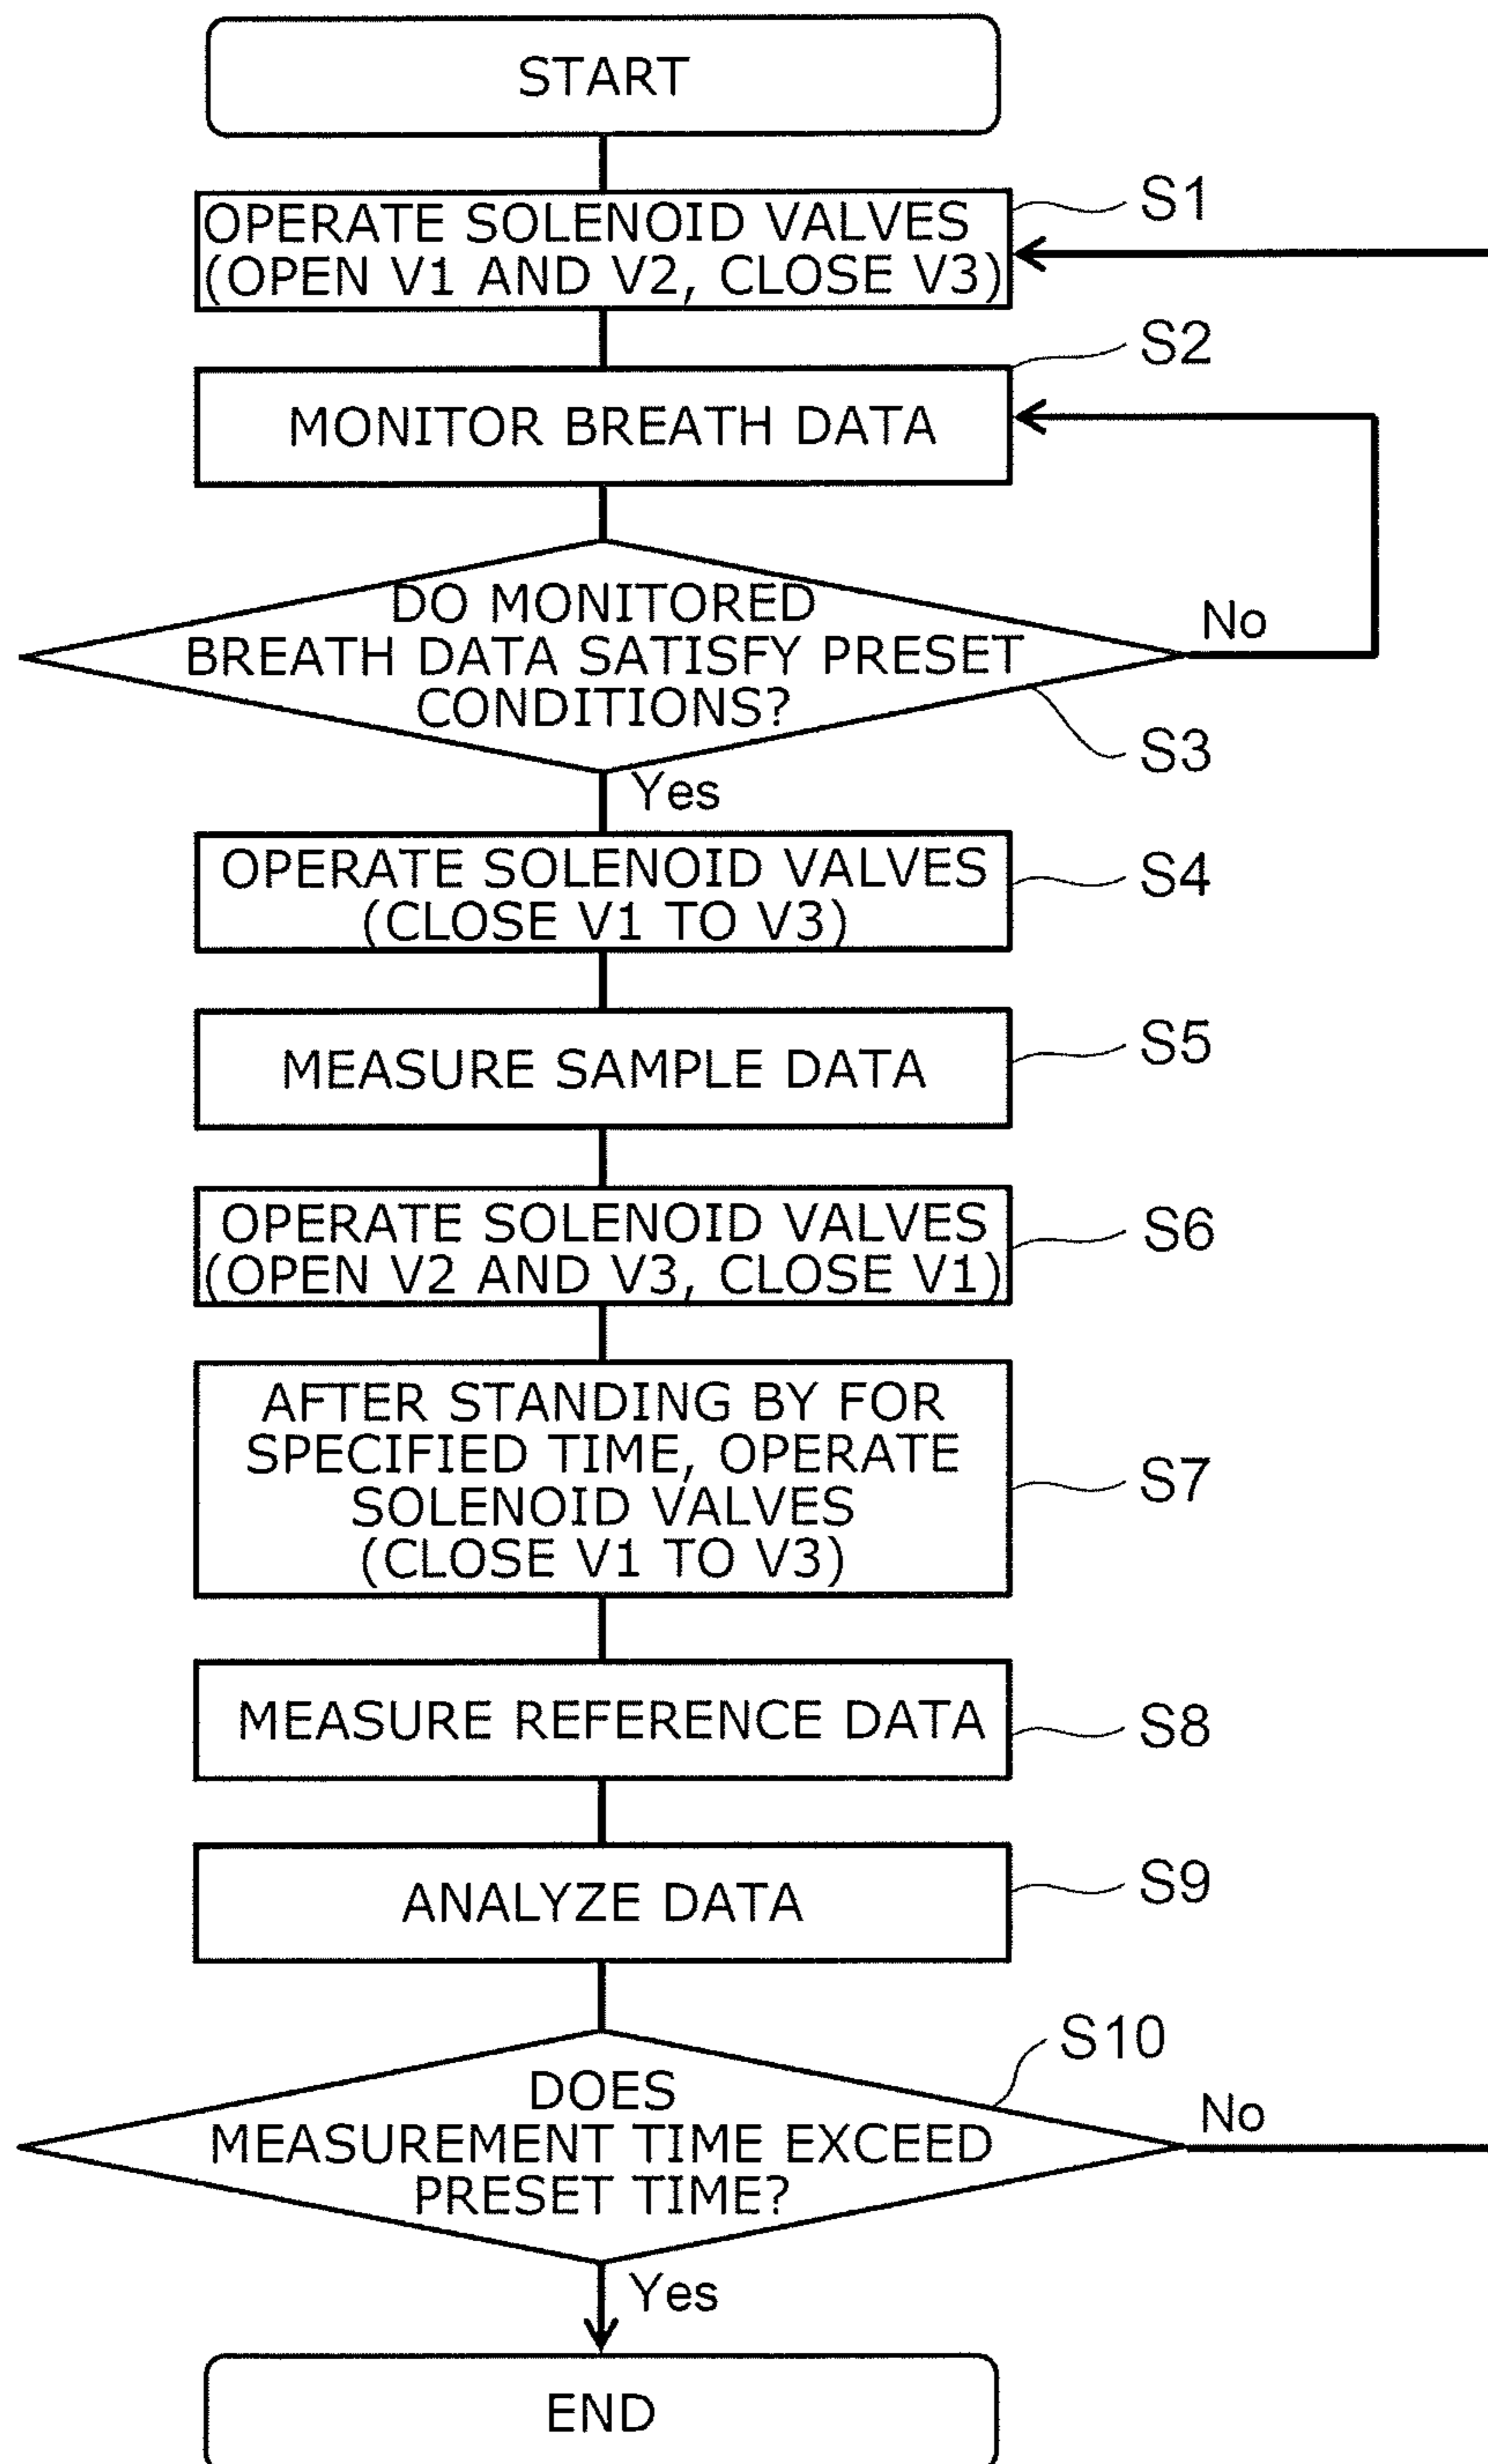 START
OPERATE SOLENOID VALVES
(OPEN V1 AND V2, CLOSE V3)
S1
MONITOR BREATH DATA
S2
DO MONITORED
BREATH DATA SATISFY PRESET
CONDITIONS?
No
S3
Yes
OPERATE SOLENOID VALVES
(CLOSE V1 TO V3)
S4
MEASURE SAMPLE DATA
S5
OPERATE SOLENOID VALVES
(OPEN V2 AND V3, CLOSE V1)
S6
AFTER STANDING BY FOR
SPECIFIED TIME, OPERATE
SOLENOID VALVES
(CLOSE V1 TO V3)
S7
MEASURE REFERENCE DATA
S8
ANALYZE DATA
S9
S10
DOES
MEASUREMENT TIME EXCEED
PRESET TIME?
No
Yes
END